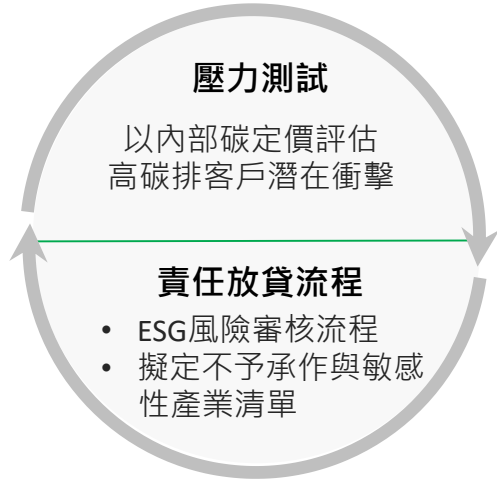 壓力測試
以內部碳定價評估
高碳排客戶潛在衝擊
責任放貸流程
• ESG風險審核流程
• 擬定不予承作與敏感
性產業清單